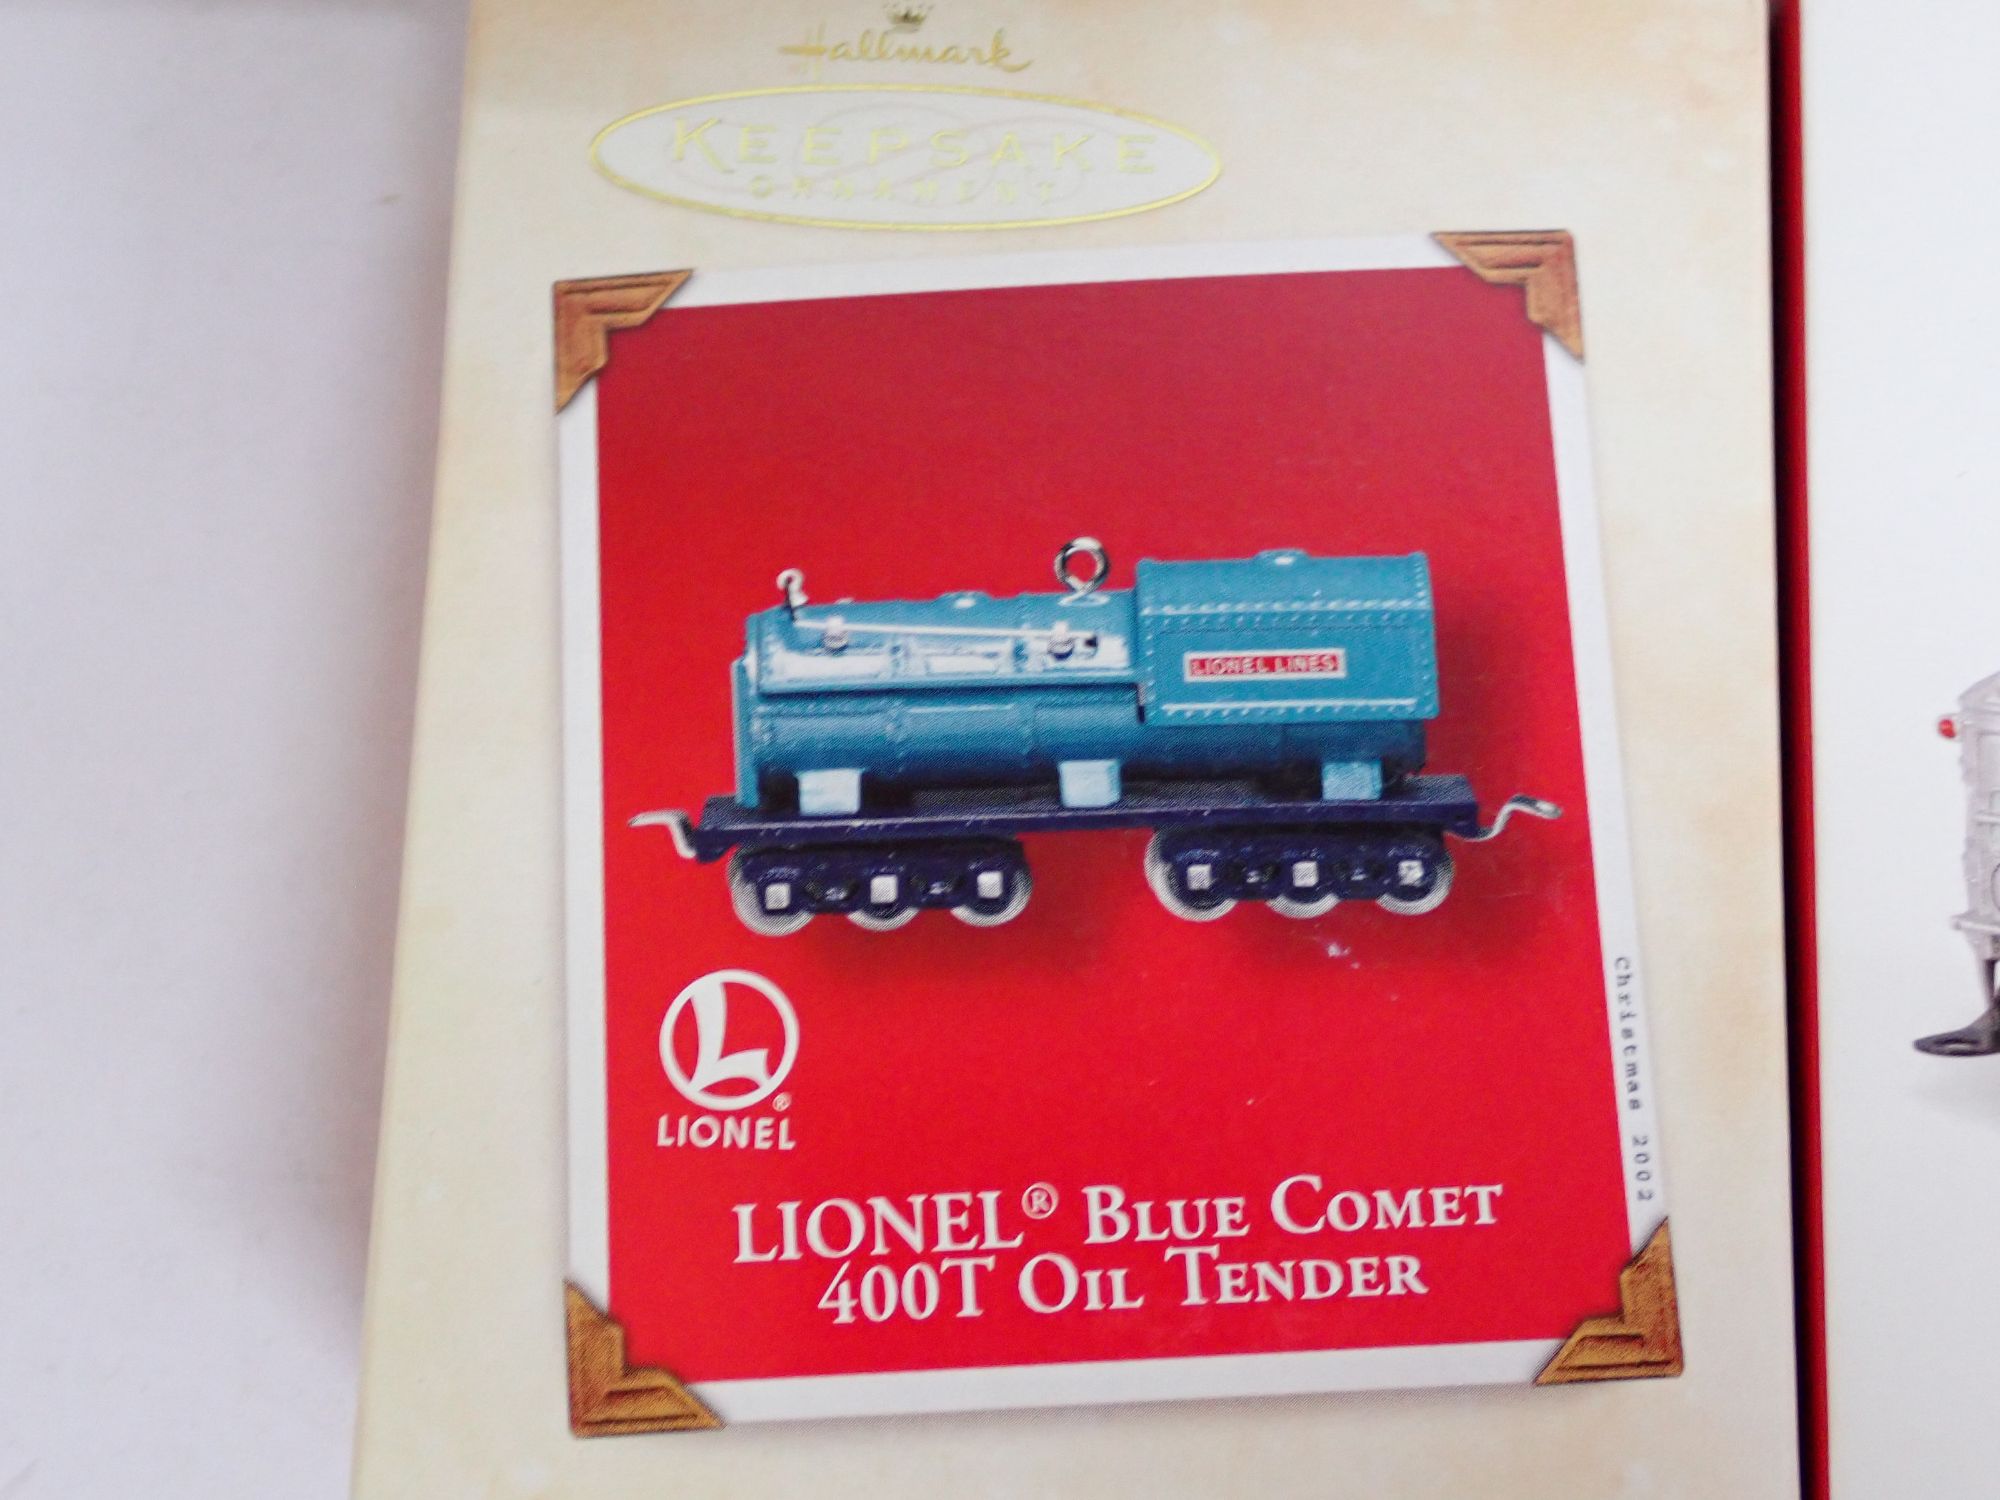 Hallmark
KEEPSAKE
ORNAMENT
LIONEL LINES
Christmas 2002
L
®
LIONEL
LIONEL® BLUE COMET
400T OIL TENDER